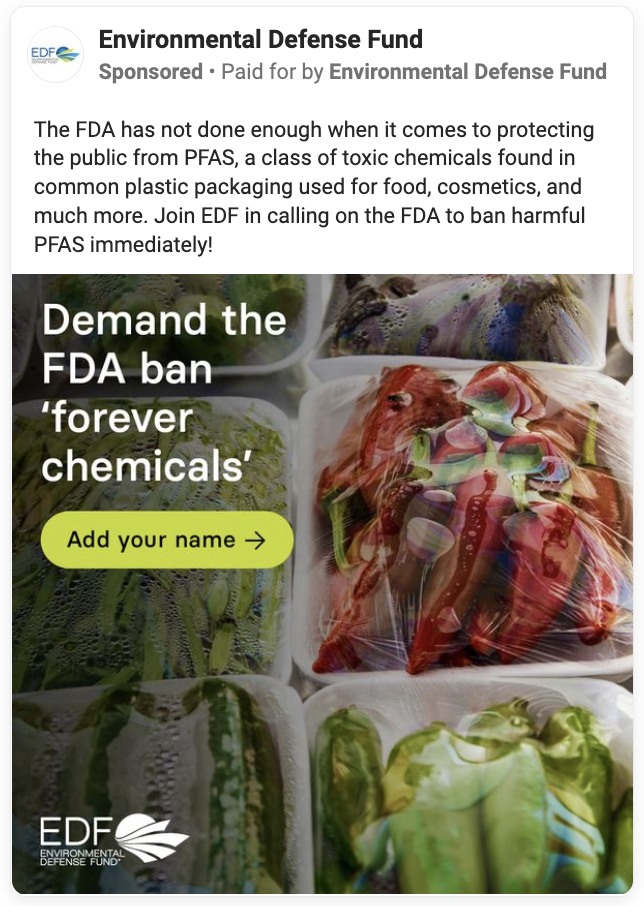 EDF
ENVIRONMENTAL
DEFENSE FUND
Environmental Defense Fund
Sponsored • Paid for by Environmental Defense Fund
The FDA has not done enough when it comes to protecting
the public from PFAS, a class of toxic chemicals found in
common plastic packaging used for food, cosmetics, and
much more. Join EDF in calling on the FDA to ban harmful
PFAS immediately!
Demand the
FDA ban
‘forever
chemicals’
Add your name →
EDF
ENVIRONMENTAL
DEFENSE FUND